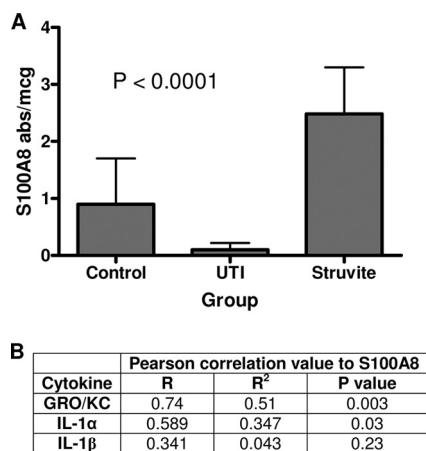 A
S100A8 abs/mcg
4
3
2
1
0
P < 0.0001
Control UTI Struvite
Group
B
Pearson correlation value to S100A8
Cytokine R R² P value
GRO/KC 0.74 0.51 0.003
IL-1α 0.589 0.347 0.03
IL-1β 0.341 0.043 0.23